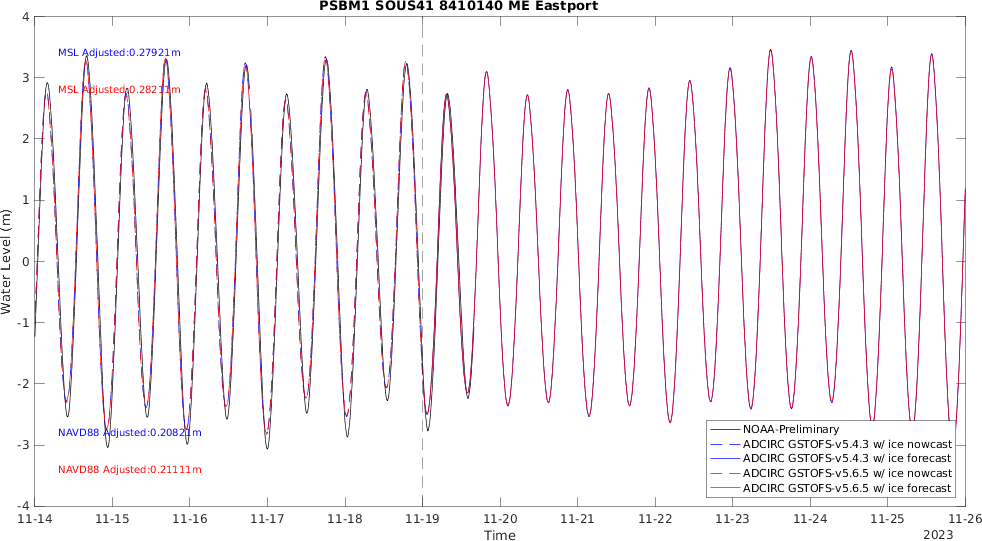 PSBM1 SOUS41 8410140 ME Eastport
4
3
2
1
0
-1
-2
-3
-4
Water Level (m)
MSL Adjusted:0.27921m
MSL Adjusted:0.28211m
NAVD88 Adjusted:0.20821m
NAVD88 Adjusted:0.21111m
NOAA-Preliminary
ADCIRC GSTOFS-v5.4.3 w/ ice nowcast
ADCIRC GSTOFS-v5.4.3 w/ ice forecast
ADCIRC GSTOFS-v5.6.5 w/ ice nowcast
ADCIRC GSTOFS-v5.6.5 w/ ice forecast
11-14 11-15 11-16 11-17 11-18 11-19 11-20 11-21 11-22 11-23 11-24 11-25 11-26
Time
2023